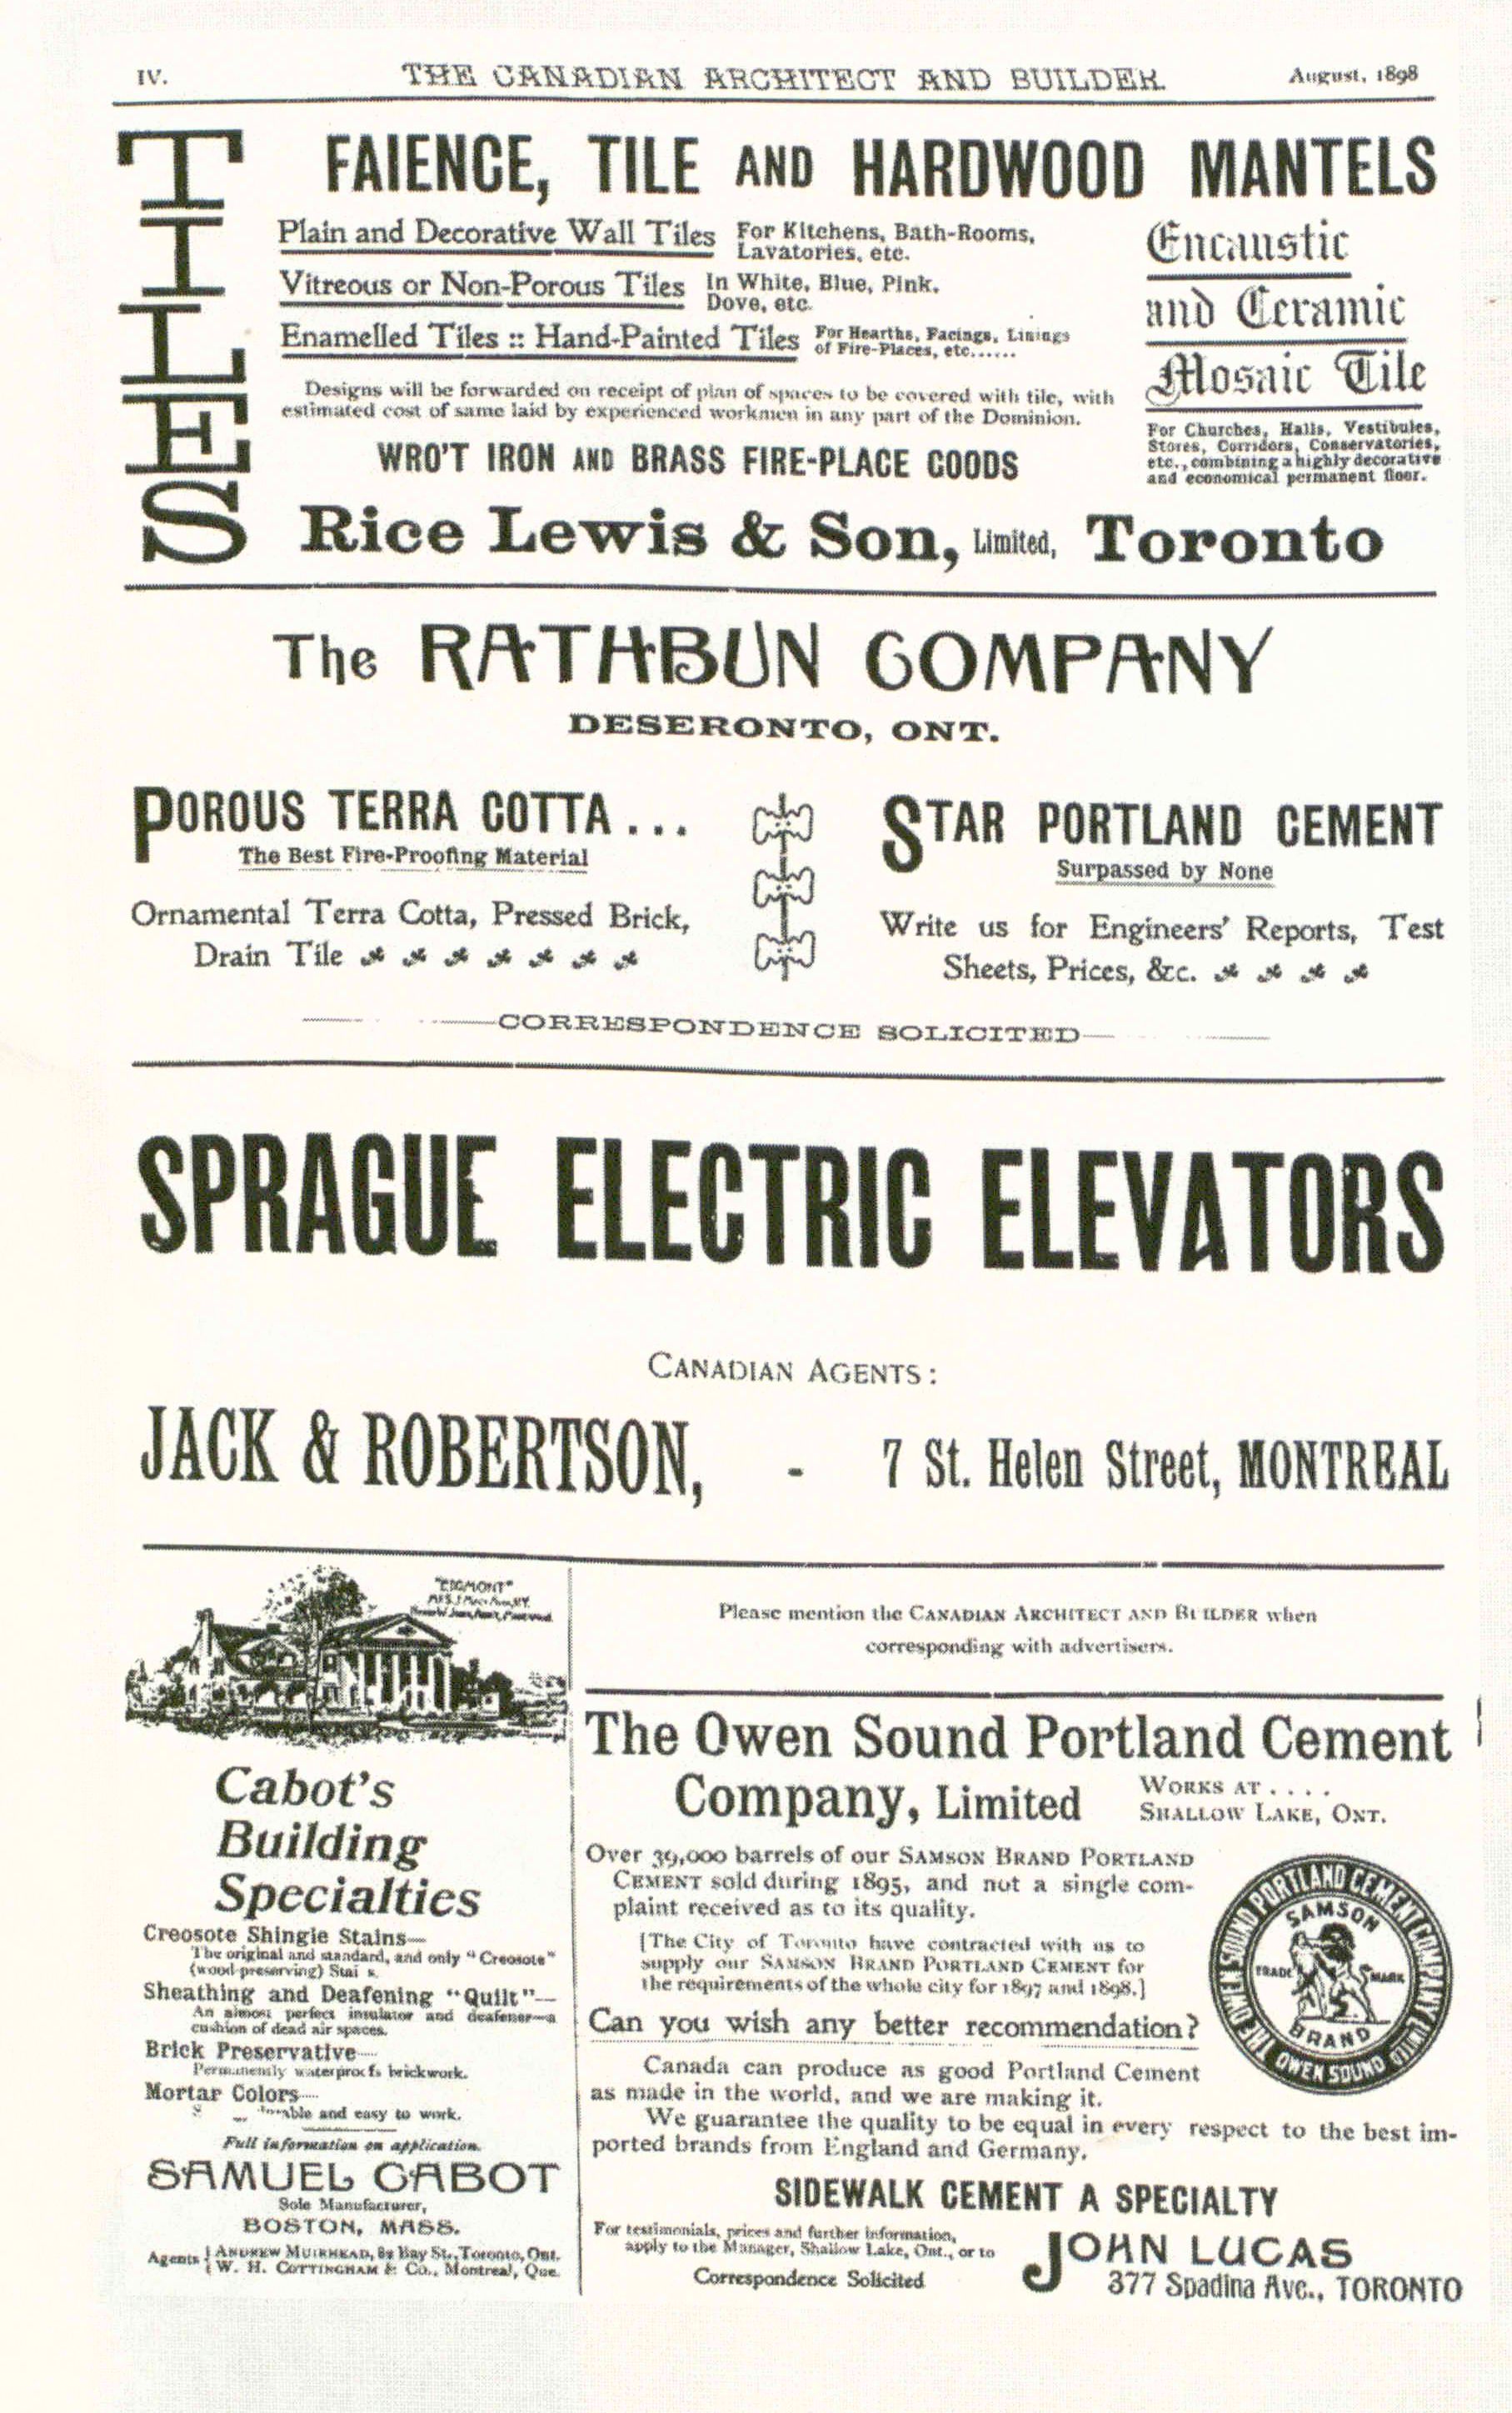 IV.
THE CANADIAN ARCHITECT AND BUILDER
August, 1898
TILES
FAIENCE, TILE AND HARDWOOD MANTELS
Plain and Decorative Wall Tiles For Kitchens, Bath-Rooms,
Lavatories, etc.
Vitreous or Non-Porous Tiles In White, Blue, Pink,
Dove, etc.
Enamelled Tiles :: Hand-Painted Tiles For Hearths, Facings, Linings
of Fire-Places, etc......
Designs will be forwarded on receipt of plan of spaces to be covered with tile, with
estimated cost of same laid by experienced workmen in any part of the Dominion.
WRO'T IRON AND BRASS FIRE-PLACE GOODS
Encaustic
and Ceramic
Mosaic Tile
For Churches, Halls, Vestibules,
Stores, Corridors, Conservatories,
etc., combining a highly decorative
and economical permanent floor.
Rice Lewis & Son, Limited, Toronto
The RATHBUN COMPANY
DESERONTO, ONT.
POROUS TERRA COTTA...
The Best Fire-Proofing Material
Ornamental Terra Cotta, Pressed Brick,
Drain Tile
STAR PORTLAND CEMENT
Surpassed by None
Write us for Engineers' Reports, Test
Sheets, Prices, &c.
CORRESPONDENCE SOLICITED
SPRAGUE ELECTRIC ELEVATORS
CANADIAN AGENTS:
JACK & ROBERTSON, - 7 St. Helen Street, MONTREAL
Cabot's
Building
Specialties
Creosote Shingle Stains—
The original and standard, and only "Creosote"
(wood-preserving) Stai s.
Sheathing and Deafening "Quilt"—
An almost perfect insulator and deafener—a
cushion of dead air spaces.
Brick Preservative—
Permanently waterproofs brickwork.
Mortar Colors—
and easy to work.
Full information on application.
SAMUEL CABOT
Sole Manufacturer,
BOSTON, MASS.
Agents { ANDREW MUIRHEAD, 82 Bay St., Toronto, Ont.
{ W. H. COTTINGHAM & Co., Montreal, Que.
Please mention the CANADIAN ARCHITECT AND BUILDER when
corresponding with advertisers.
The Owen Sound Portland Cement
Company, Limited
WORKS AT....
SHALLOW LAKE, ONT.
Over 39,000 barrels of our SAMSON BRAND PORTLAND
CEMENT sold during 1895, and not a single com-
plaint received as to its quality.
[The City of Toronto have contracted with us to
supply our SAMSON BRAND PORTLAND CEMENT for
the requirements of the whole city for 1897 and 1898.]
Can you wish any better recommendation?
THE OWEN SOUND PORTLAND CEMENT COMPANY LTD
SAMSON
TRADE MARK
BRAND
OWEN SOUND
Canada can produce as good Portland Cement
as made in the world, and we are making it.
We guarantee the quality to be equal in every respect to the best im-
ported brands from England and Germany.
SIDEWALK CEMENT A SPECIALTY
For testimonials, prices and further information,
apply to the Manager, Shallow Lake, Ont., or to
Correspondence Solicited
JOHN LUCAS
377 Spadina Ave., TORONTO